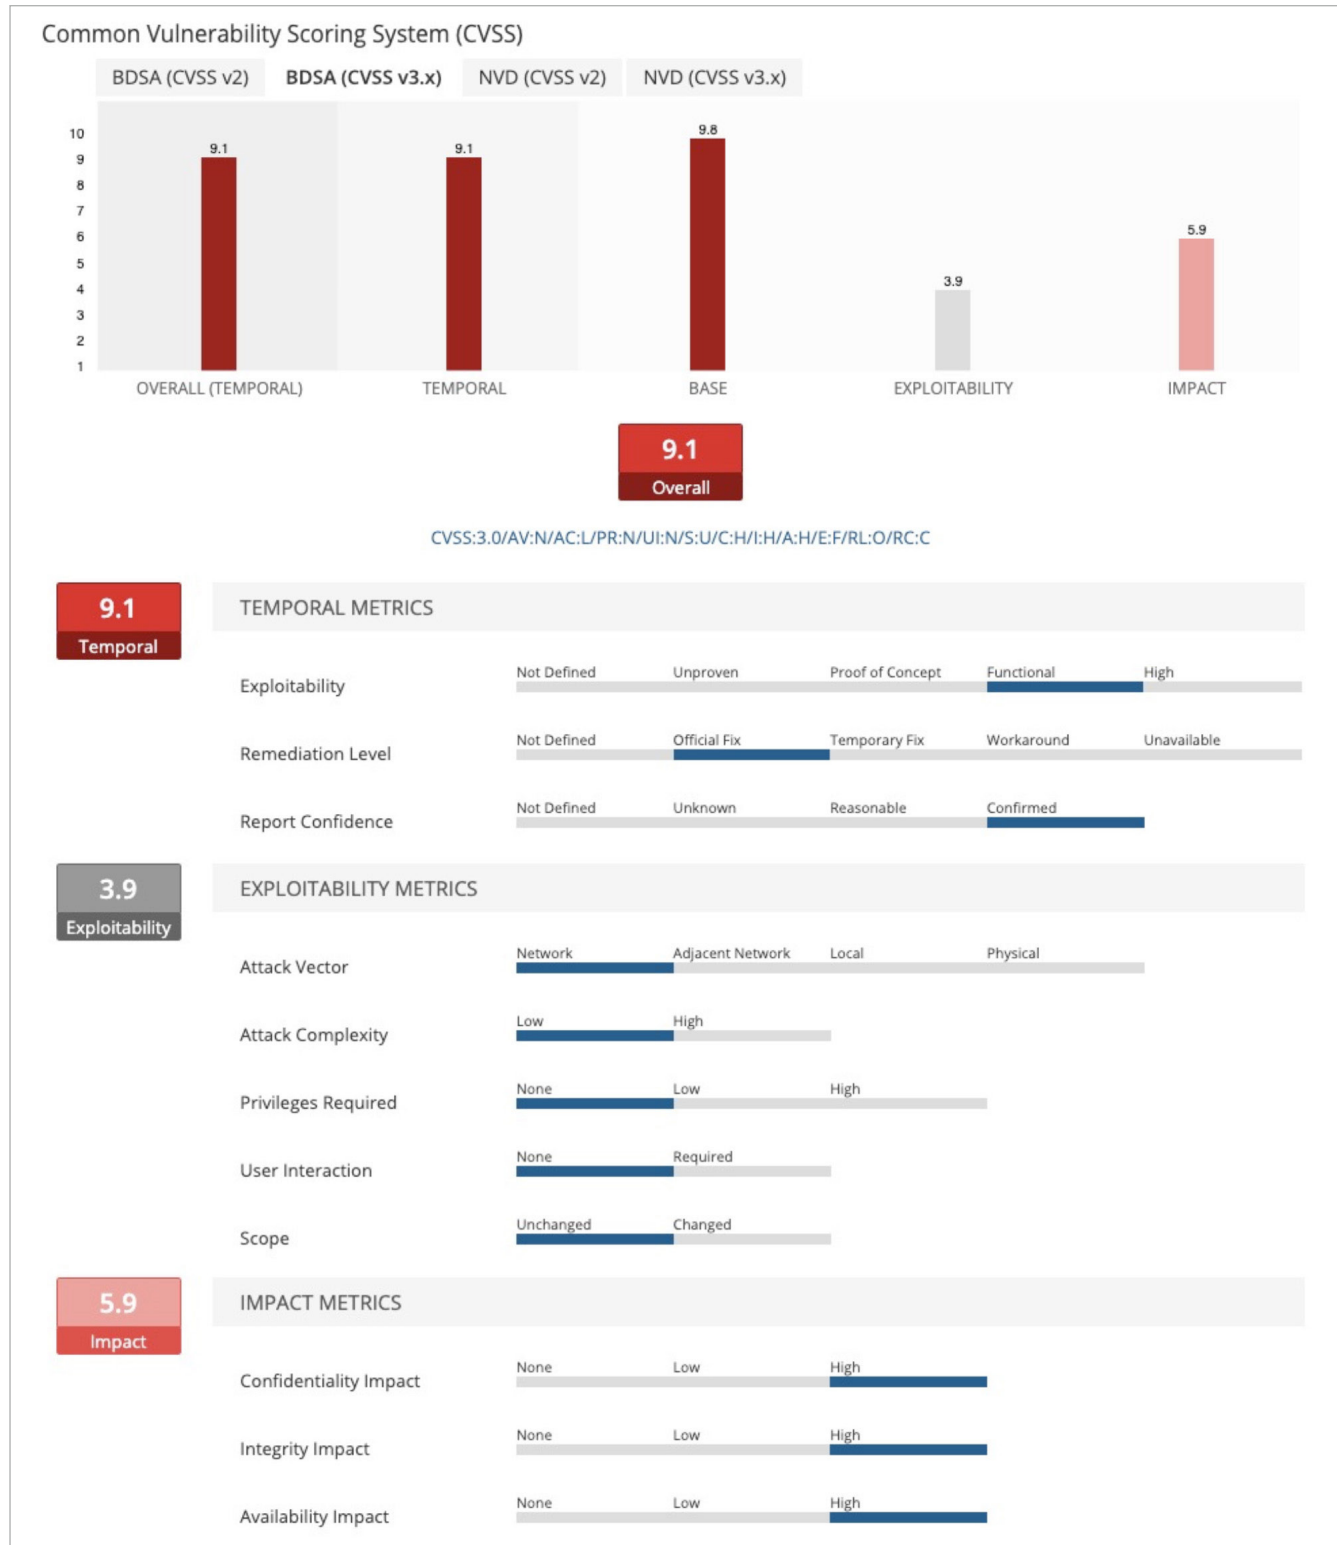 Common Vulnerability Scoring System (CVSS)
BDSA (CVSS v2) BDSA (CVSS v3.x) NVD (CVSS v2) NVD (CVSS v3.x)
10
9
8
7
6
5
4
3
2
1
9.1 9.1 9.8 3.9 5.9
OVERALL (TEMPORAL) TEMPORAL BASE EXPLOITABILITY IMPACT
9.1
Overall
CVSS:3.0/AV:N/AC:L/PR:N/UI:N/S:U/C:H/I:H/A:H/E:F/RL:O/RC:C
9.1
Temporal
TEMPORAL METRICS
Exploitability Not Defined Unproven Proof of Concept Functional High
Remediation Level Not Defined Official Fix Temporary Fix Workaround Unavailable
Report Confidence Not Defined Unknown Reasonable Confirmed
3.9
Exploitability
EXPLOITABILITY METRICS
Attack Vector Network Adjacent Network Local Physical
Attack Complexity Low High
Privileges Required None Low High
User Interaction None Required
Scope Unchanged Changed
5.9
Impact
IMPACT METRICS
Confidentiality Impact None Low High
Integrity Impact None Low High
Availability Impact None Low High